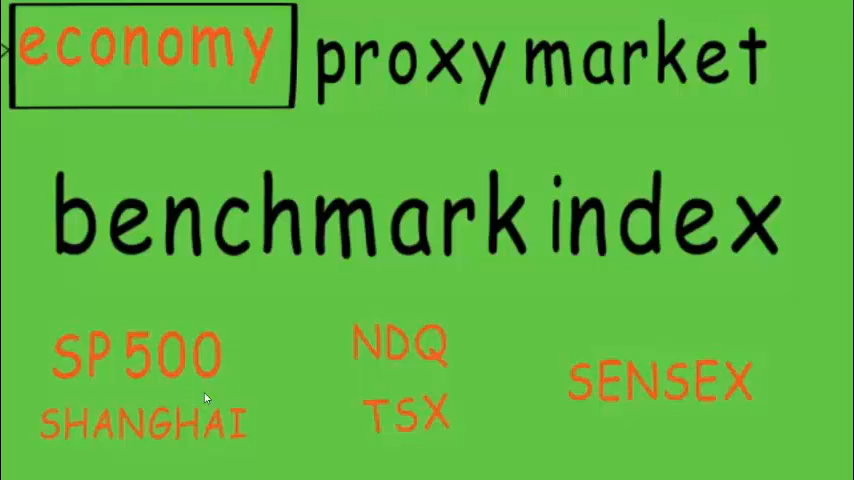 economy proxy market
benchmark index
SP 500 NDQ SENSEX
SHANGHAI TSX